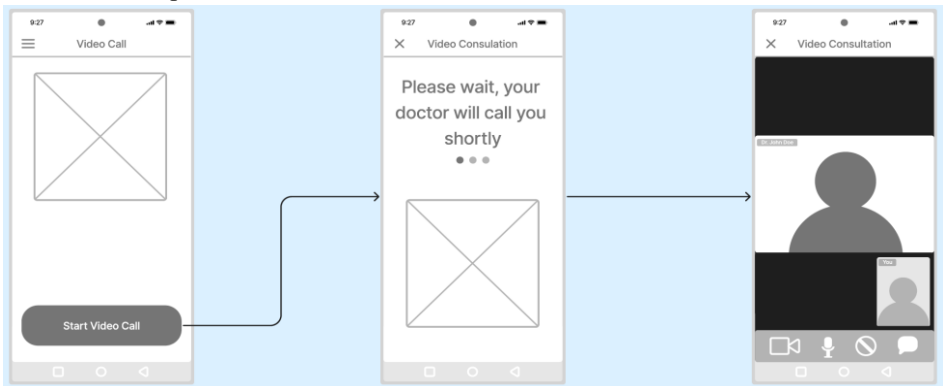 9:27
Video Call
Start Video Call
9:27
Video Consulation
Please wait, your
doctor will call you
shortly
9:27
Video Consultation
Dr. John Doe
You